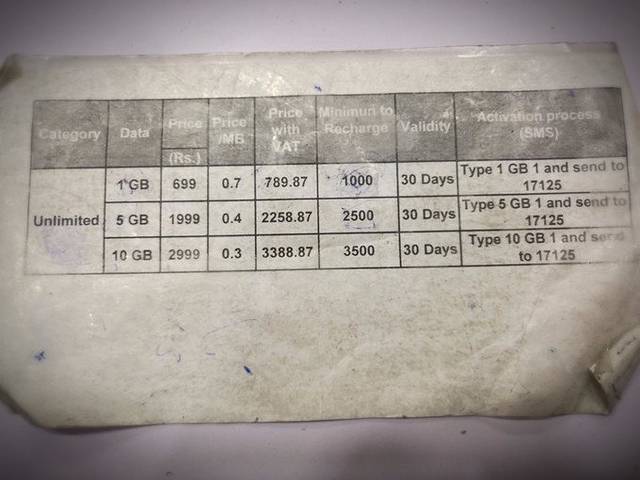 Category Data Price (Rs.) Price /MB Price with VAT Minimun to Recharge Validity Activation process (SMS)
Unlimited
1 GB 699 0.7 789.87 1000 30 Days Type 1 GB 1 and send to 17125
5 GB 1999 0.4 2258.87 2500 30 Days Type 5 GB 1 and send to 17125
10 GB 2999 0.3 3388.87 3500 30 Days Type 10 GB 1 and send to 17125